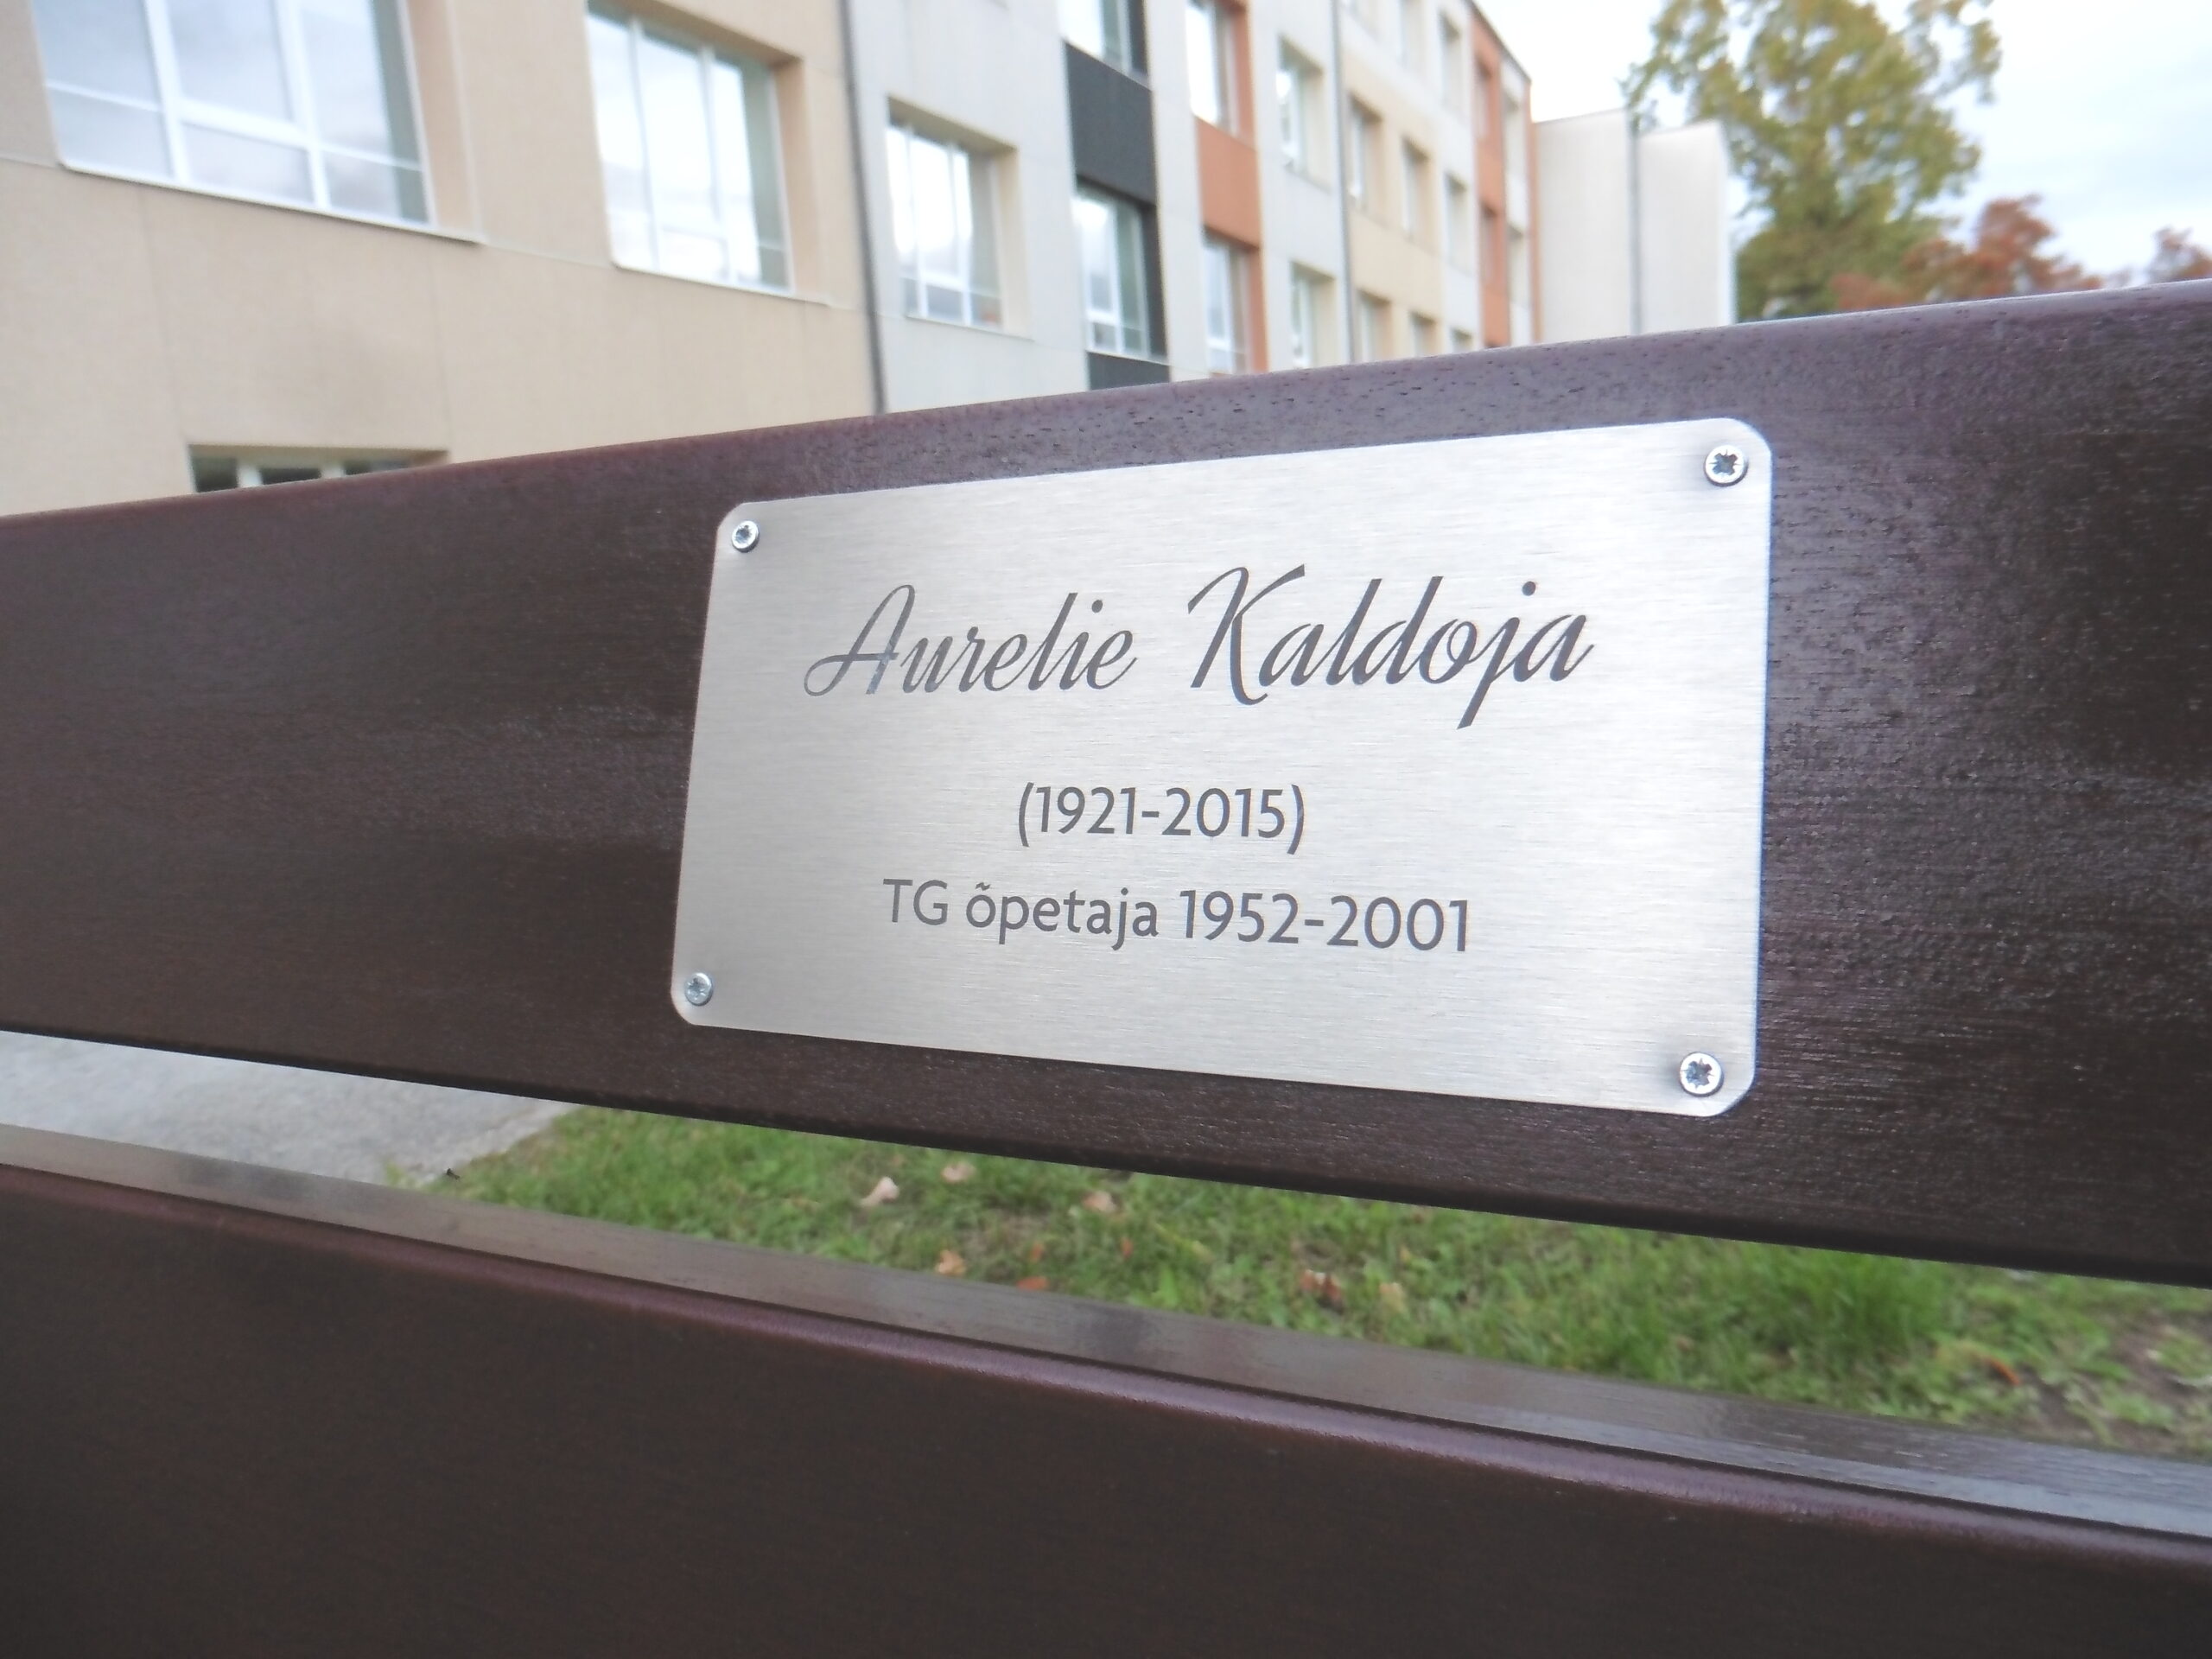 Aurelie Kaldoja
(1921-2015)
TG õpetaja 1952-2001